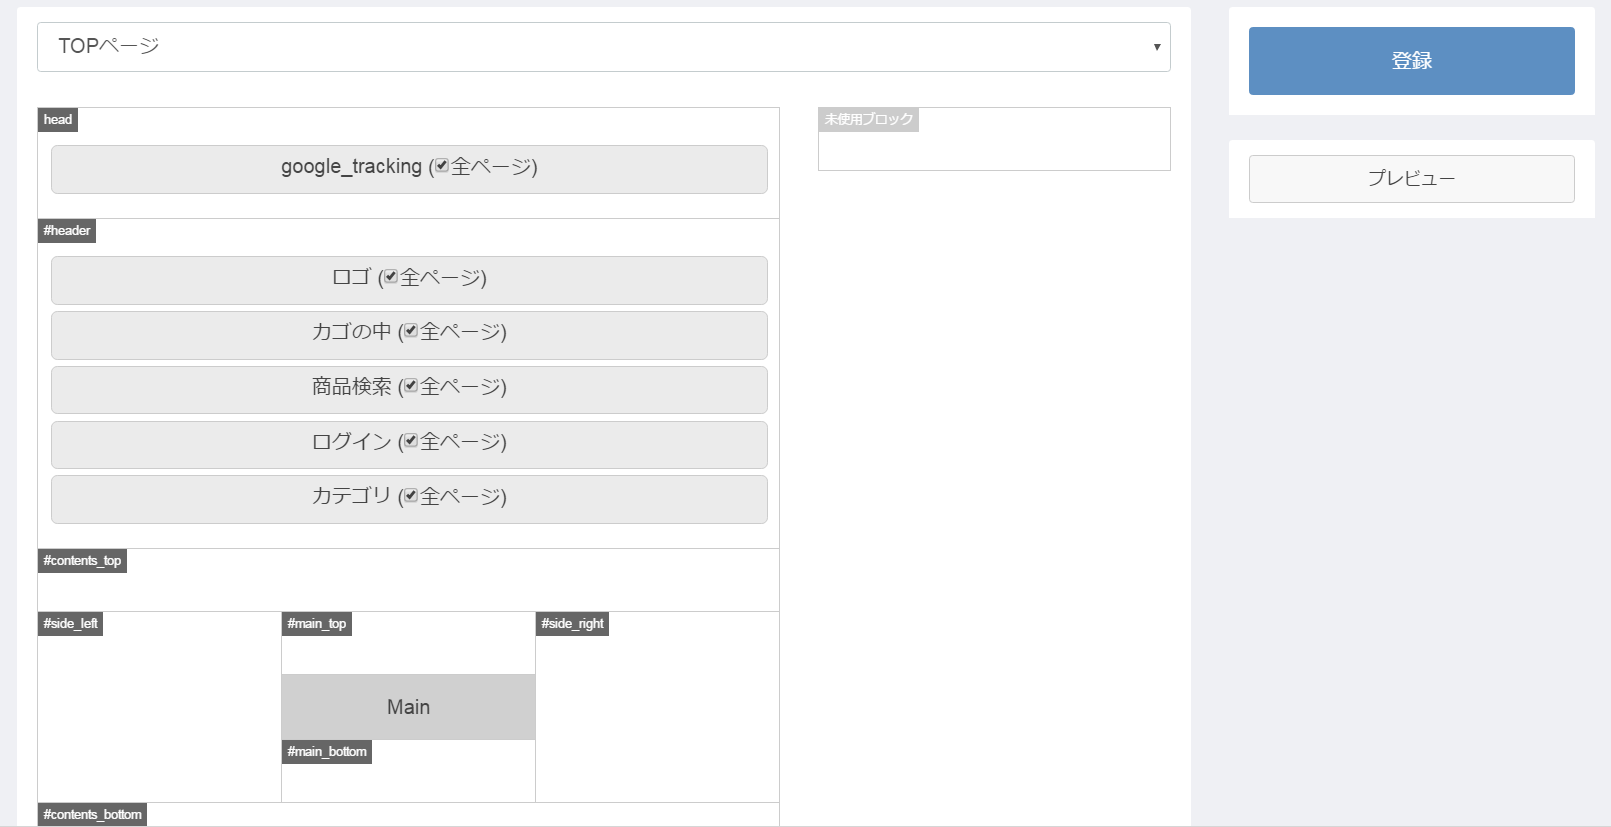 TOPページ
head
google_tracking (全ページ)
#header
ロゴ (全ページ)
カゴの中 (全ページ)
商品検索 (全ページ)
ログイン (全ページ)
カテゴリ (全ページ)
#contents_top
#side_left
#main_top
Main
#main_bottom
#side_right
#contents_bottom
未使用ブロック
登録
プレビュー